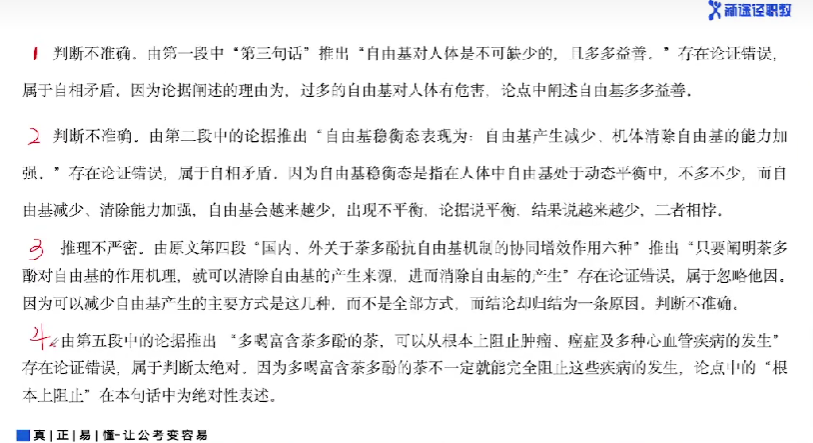 硕途径职教
1 判断不准确。由第一段中“第三句话”推出“自由基对人体是不可缺少的，且多多益善。”存在论证错误，
属于自相矛盾。因为论据阐述的理由为，过多的自由基对人体有危害，论点中阐述自由基多多益善。
2 判断不准确。由第二段中的论据推出“自由基稳衡态表现为：自由基产生减少、机体清除自由基的能力加
强。”存在论证错误，属于自相矛盾。因为自由基稳衡态是指在人体中自由基处于动态平衡中，不多不少，而自
由基减少、清除能力加强，自由基会越来越少，出现不平衡，论据说平衡，结果说越来越少，二者相悖。
3 推理不严密。由原文第四段“国内、外关于茶多酚抗自由基机制的协同增效作用六种”推出“只要阐明茶多
酚对自由基的作用机理，就可以清除自由基的产生来源，进而消除自由基的产生”存在论证错误，属于忽略他因。
因为可以减少自由基产生的主要方式是这几种，而不是全部方式，而结论却归结为一条原因。判断不准确。
4 由第五段中的论据推出 “多喝富含茶多酚的茶，可以从根本上阻止肿瘤、癌症及多种心血管疾病的发生”
存在论证错误，属于判断太绝对。因为多喝富含茶多酚的茶不一定就能完全阻止这些疾病的发生，论点中的“根
本上阻止”在本句话中为绝对性表述。
真|正|易|懂-让公考变容易